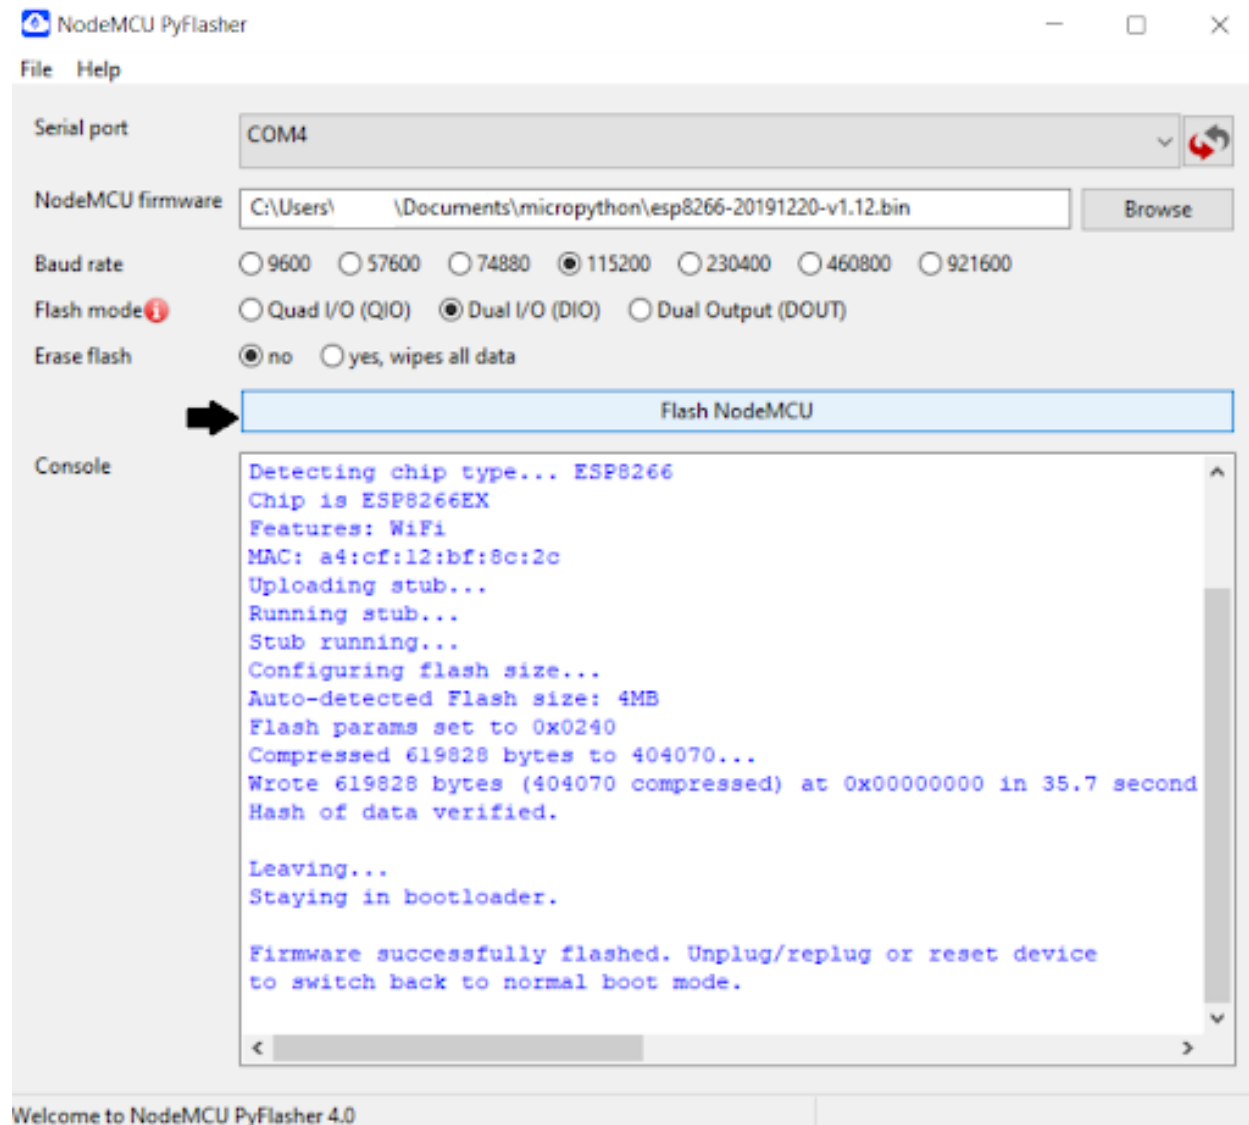 NodeMCU PyFlasher
File Help
Serial port COM4
NodeMCU firmware C:\Users\ \Documents\micropython\esp8266-20191220-v1.12.bin Browse
Baud rate 9600 57600 74880 115200 230400 460800 921600
Flash mode Quad I/O (QIO) Dual I/O (DIO) Dual Output (DOUT)
Erase flash no yes, wipes all data
Flash NodeMCU
Console
Detecting chip type... ESP8266
Chip is ESP8266EX
Features: WiFi
MAC: a4:cf:12:bf:8c:2c
Uploading stub...
Running stub...
Stub running...
Configuring flash size...
Auto-detected Flash size: 4MB
Flash params set to 0x0240
Compressed 619828 bytes to 404070...
Wrote 619828 bytes (404070 compressed) at 0x00000000 in 35.7 second
Hash of data verified.
Leaving...
Staying in bootloader.
Firmware successfully flashed. Unplug/replug or reset device
to switch back to normal boot mode.
Welcome to NodeMCU PyFlasher 4.0